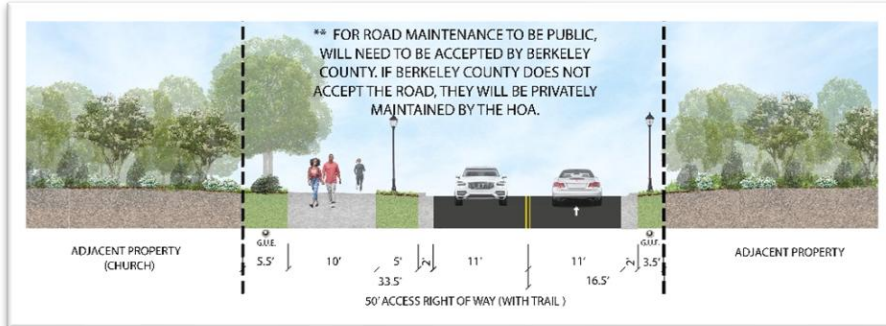 ** FOR ROAD MAINTENANCE TO BE PUBLIC,
WILL NEED TO BE ACCEPTED BY BERKELEY
COUNTY. IF BERKELEY COUNTY DOES NOT
ACCEPT THE ROAD, THEY WILL BE PRIVATELY
MAINTAINED BY THE HOA.
ADJACENT PROPERTY
(CHURCH)
G.U.E.
5.5'
10'
5'
2'
11'
11'
2'
G.U.E.
3.5'
33.5'
16.5'
ADJACENT PROPERTY
50' ACCESS RIGHT OF WAY (WITH TRAIL )